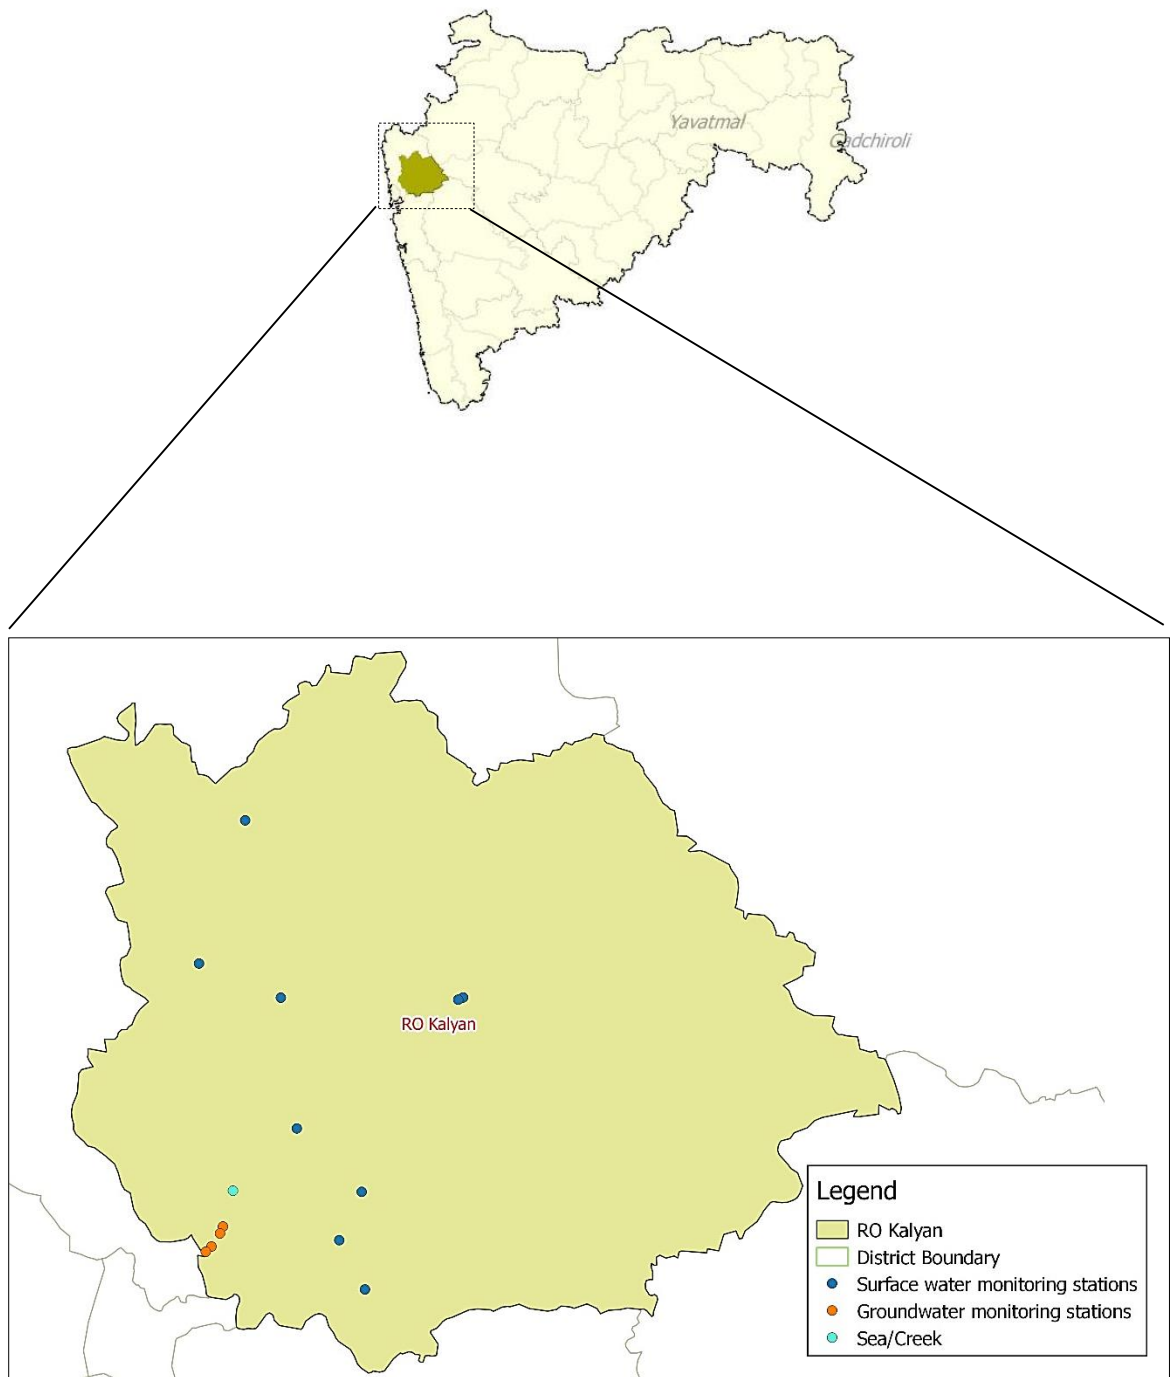 Yavatmal
Gadchiroli
RO Kalyan
Legend
RO Kalyan
District Boundary
Surface water monitoring stations
Groundwater monitoring stations
Sea/Creek